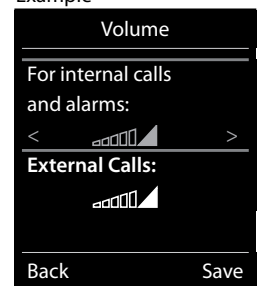 Example
Volume
For internal calls
and alarms:
< >
External Calls:
Back Save